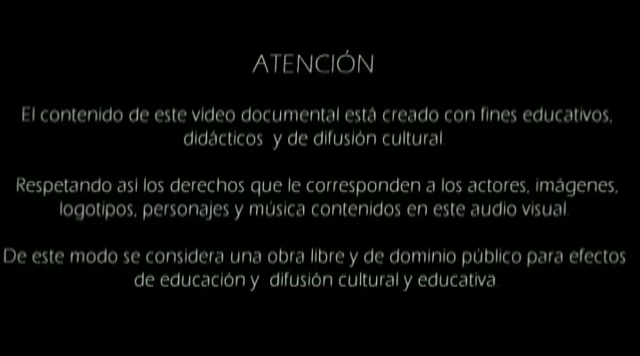 ATENCIÓN
El contenido de este video documental está creado con fines educativos,
didácticos y de difusión cultural
Respetando asi los derechos que le corresponden a los actores, imágenes,
logotipos, personajes y música contenidos en este audio visual
De este modo se considera una obra libre y de dominio público para efectos
de educación y difusión cultural y educativa